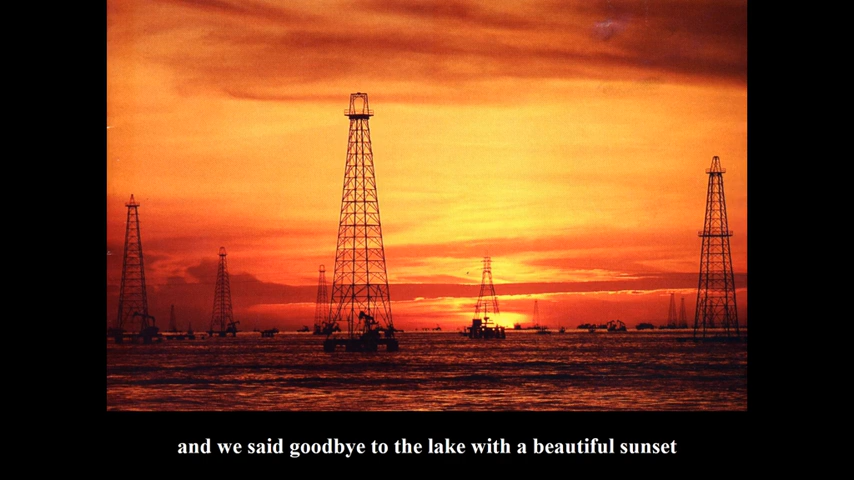 and we said goodbye to the lake with a beautiful sunset